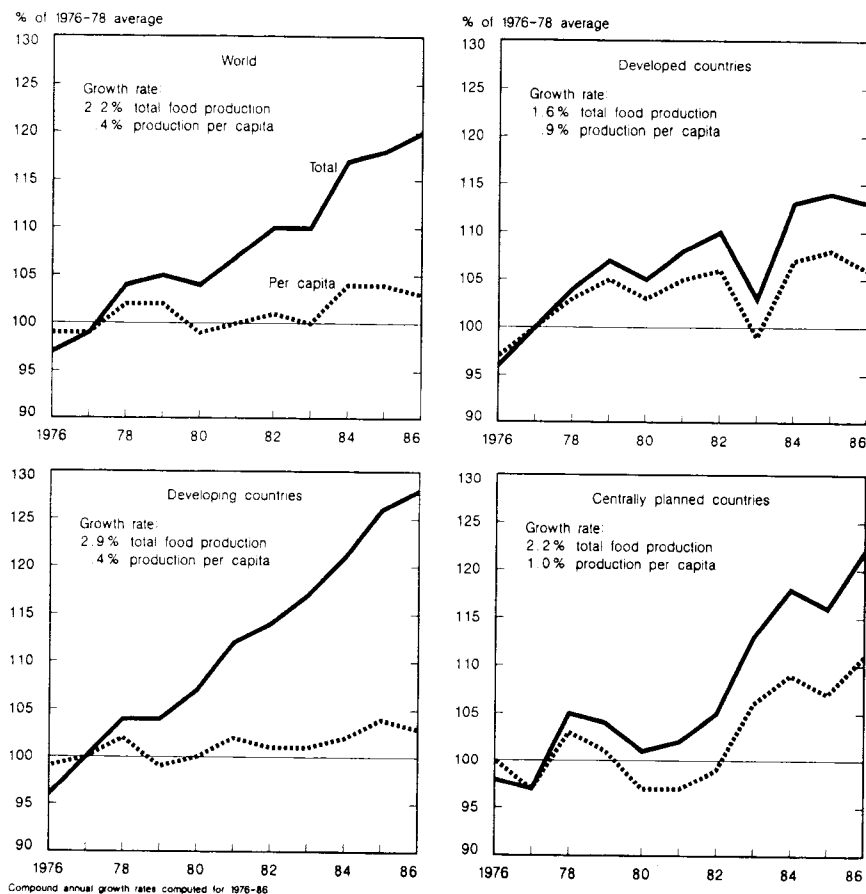 % of 1976-78 average
130
125
120
115
110
105
100
95
90
World
Growth rate:
2.2% total food production
.4% production per capita
Total
Per capita
1976 78 80 82 84 86
% of 1976-78 average
130
125
120
115
110
105
100
95
90
Developed countries
Growth rate:
1.6% total food production
.9% production per capita
1976 78 80 82 84 86
130
125
120
115
110
105
100
95
90
Developing countries
Growth rate:
2.9% total food production
.4% production per capita
1976 78 80 82 84 86
130
125
120
115
110
105
100
95
90
Centrally planned countries
Growth rate:
2.2% total food production
1.0% production per capita
1976 78 80 82 84 86
Compound annual growth rates computed for 1976-86